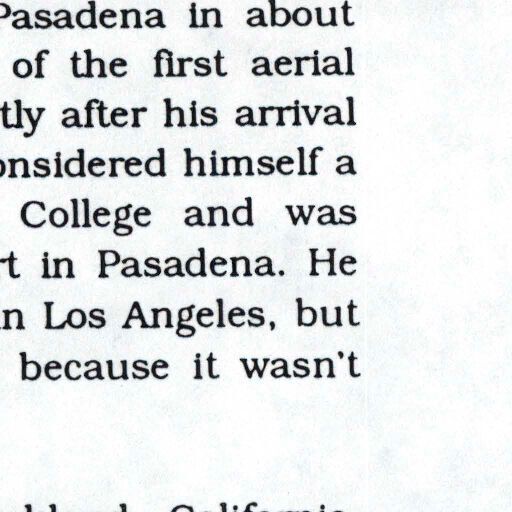 Pasadena in about
of the first aerial
tly after his arrival
onsidered himself a
College and was
t in Pasadena. He
n Los Angeles, but
because it wasn't
California